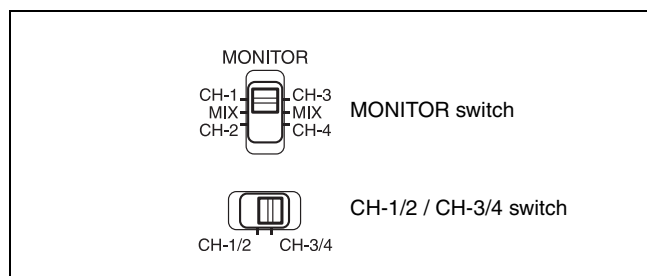 MONITOR
CH-1 CH-3
MIX MIX MONITOR switch
CH-2 CH-4
CH-1/2 / CH-3/4 switch
CH-1/2 CH-3/4